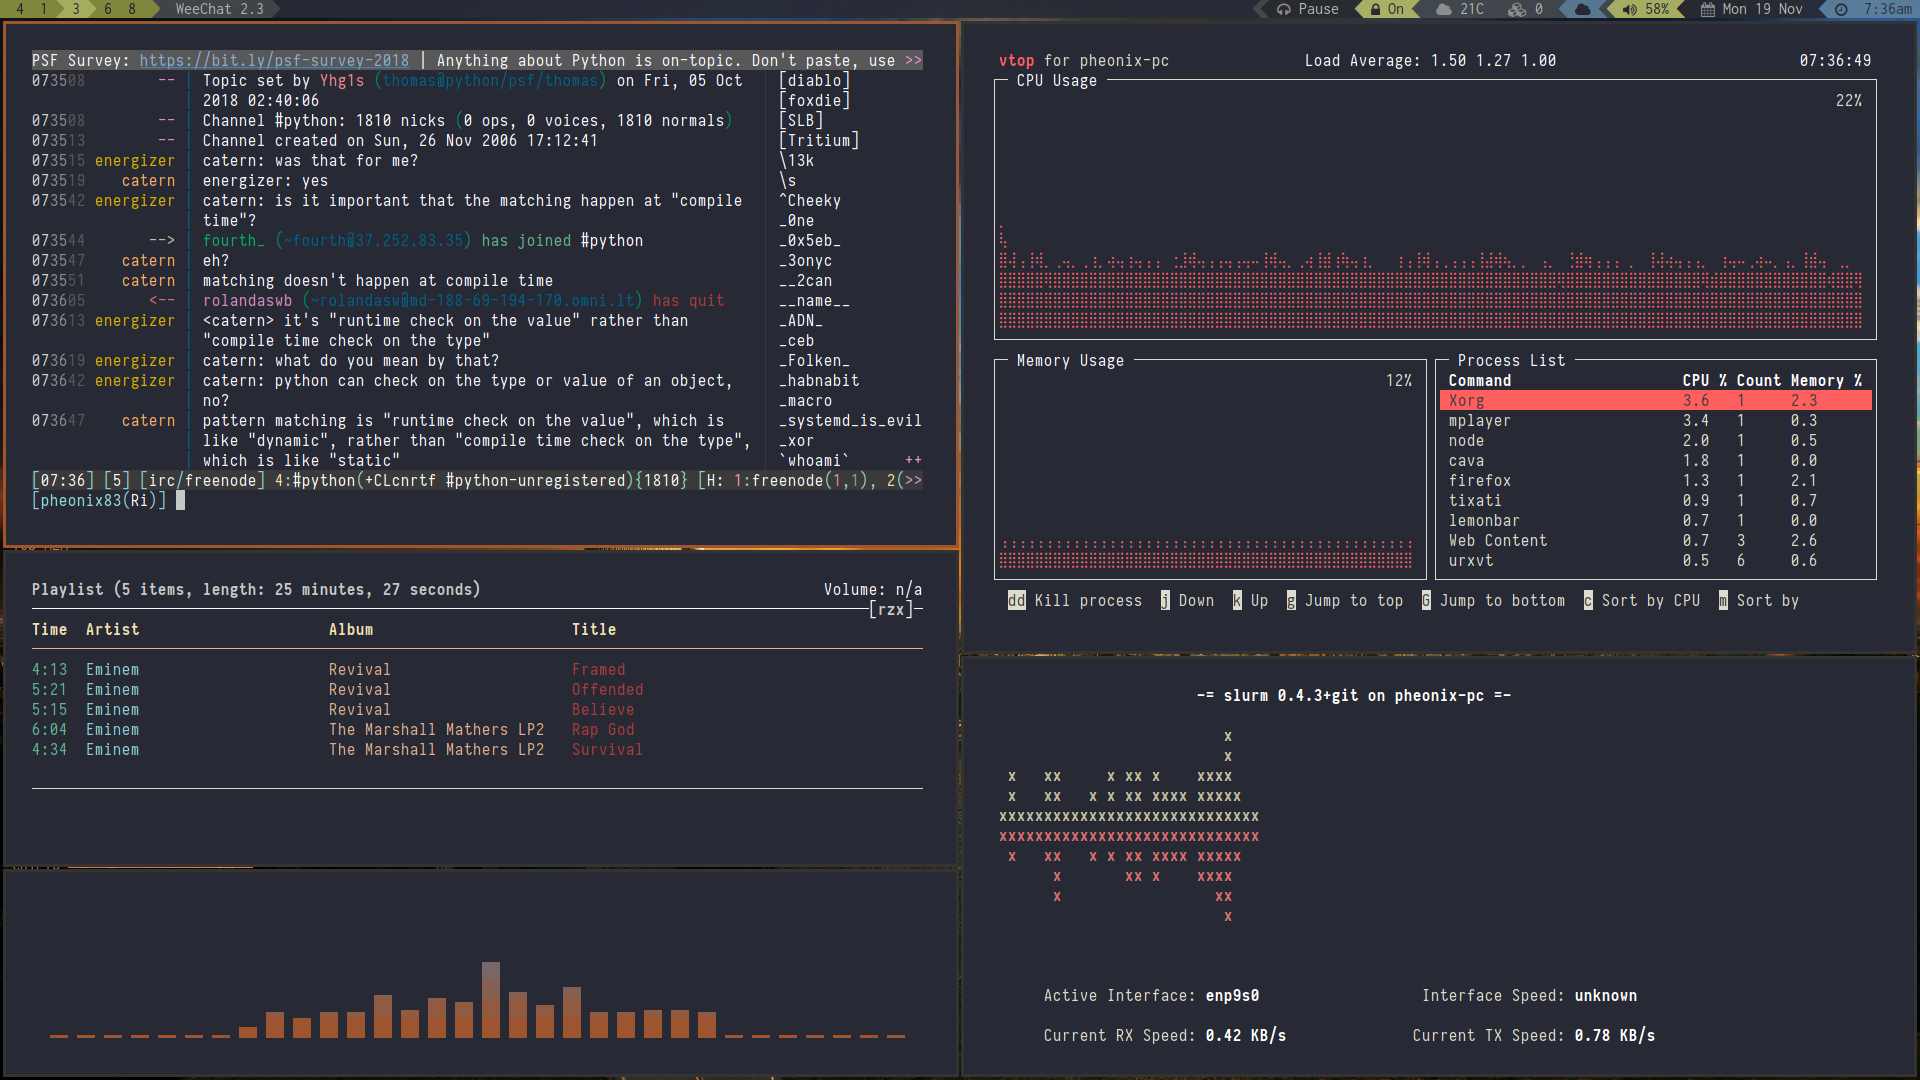 4 1 3 6 8 WeeChat 2.3
Pause On 21C 0 58% Mon 19 Nov 7:36am
PSF Survey: https://bit.ly/psf-survey-2018 | Anything about Python is on-topic. Don't paste, use >>
073508 -- Topic set by Yhg1s (thomas@python/psf/thomas) on Fri, 05 Oct [diablo]
2018 02:40:06 [foxdie]
073508 -- Channel #python: 1810 nicks (0 ops, 0 voices, 1810 normals) [SLB]
073513 -- Channel created on Sun, 26 Nov 2006 17:12:41 [Tritium]
073515 energizer catern: was that for me? \13k
073519 catern energizer: yes \s
073542 energizer catern: is it important that the matching happen at "compile ^Cheeky
time"? _0ne
073544 --> fourth_ (~fourth@37.252.83.35) has joined #python _0x5eb_
073547 catern eh? _3onyc
073551 catern matching doesn't happen at compile time __2can
073605 <-- rolandaswb (~rolandasw@md-188-69-194-170.omni.lt) has quit __name__
073613 energizer <catern> it's "runtime check on the value" rather than _ADN_
"compile time check on the type" _ceb
073619 energizer catern: what do you mean by that? _Folken_
073642 energizer catern: python can check on the type or value of an object, _habnabit
no? _macro
073647 catern pattern matching is "runtime check on the value", which is _systemd_is_evil
like "dynamic", rather than "compile time check on the type", _xor
which is like "static" `whoami` ++
[07:36] [5] [irc/freenode] 4:#python(+CLcnrtf #python-unregistered){1810} [H: 1:freenode(1,1), 2(>>
[pheonix83(Ri)]
Playlist (5 items, length: 25 minutes, 27 seconds) Volume: n/a
[rzx]
Time Artist Album Title
4:13 Eminem Revival Framed
5:21 Eminem Revival Offended
5:15 Eminem Revival Believe
6:04 Eminem The Marshall Mathers LP2 Rap God
4:34 Eminem The Marshall Mathers LP2 Survival
vtop for pheonix-pc Load Average: 1.50 1.27 1.00 07:36:49
CPU Usage
22%
Memory Usage
12%
Process List
Command CPU % Count Memory %
Xorg 3.6 1 2.3
mplayer 3.4 1 0.3
node 2.0 1 0.5
cava 1.8 1 0.0
firefox 1.3 1 2.1
tixati 0.9 1 0.7
lemonbar 0.7 1 0.0
Web Content 0.7 3 2.6
urxvt 0.5 6 0.6
dd Kill process j Down k Up g Jump to top G Jump to bottom c Sort by CPU m Sort by
-= slurm 0.4.3+git on pheonix-pc =-
x
x
x xx x xx x xxxx
x xx x x xx xxxx xxxxx
xxxxxxxxxxxxxxxxxxxxxxxxxxxxx
xxxxxxxxxxxxxxxxxxxxxxxxxxxxx
x xx x x xx xxxx xxxxx
x xx x xxxx
x xx
x
Active Interface: enp9s0 Interface Speed: unknown
Current RX Speed: 0.42 KB/s Current TX Speed: 0.78 KB/s